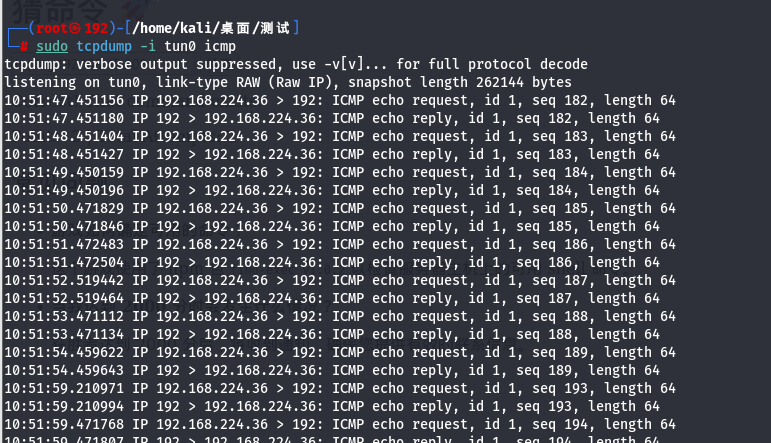 猜命令
┌──(root㉿192)-[/home/kali/桌面/测试]
└─# sudo tcpdump -i tun0 icmp
tcpdump: verbose output suppressed, use -v[v]... for full protocol decode
listening on tun0, link-type RAW (Raw IP), snapshot length 262144 bytes
10:51:47.451156 IP 192.168.224.36 > 192: ICMP echo request, id 1, seq 182, length 64
10:51:47.451180 IP 192 > 192.168.224.36: ICMP echo reply, id 1, seq 182, length 64
10:51:48.451404 IP 192.168.224.36 > 192: ICMP echo request, id 1, seq 183, length 64
10:51:48.451427 IP 192 > 192.168.224.36: ICMP echo reply, id 1, seq 183, length 64
10:51:49.450159 IP 192.168.224.36 > 192: ICMP echo request, id 1, seq 184, length 64
10:51:49.450196 IP 192 > 192.168.224.36: ICMP echo reply, id 1, seq 184, length 64
10:51:50.471829 IP 192.168.224.36 > 192: ICMP echo request, id 1, seq 185, length 64
10:51:50.471846 IP 192 > 192.168.224.36: ICMP echo reply, id 1, seq 185, length 64
10:51:51.472483 IP 192.168.224.36 > 192: ICMP echo request, id 1, seq 186, length 64
10:51:51.472504 IP 192 > 192.168.224.36: ICMP echo reply, id 1, seq 186, length 64
10:51:52.519442 IP 192.168.224.36 > 192: ICMP echo request, id 1, seq 187, length 64
10:51:52.519464 IP 192 > 192.168.224.36: ICMP echo reply, id 1, seq 187, length 64
10:51:53.471112 IP 192.168.224.36 > 192: ICMP echo request, id 1, seq 188, length 64
10:51:53.471134 IP 192 > 192.168.224.36: ICMP echo reply, id 1, seq 188, length 64
10:51:54.459622 IP 192.168.224.36 > 192: ICMP echo request, id 1, seq 189, length 64
10:51:54.459643 IP 192 > 192.168.224.36: ICMP echo reply, id 1, seq 189, length 64
10:51:59.210971 IP 192.168.224.36 > 192: ICMP echo request, id 1, seq 193, length 64
10:51:59.210994 IP 192 > 192.168.224.36: ICMP echo reply, id 1, seq 193, length 64
10:51:59.471768 IP 192.168.224.36 > 192: ICMP echo request, id 1, seq 194, length 64
10:51:59.471807 IP 192 > 192.168.224.36: ICMP echo reply, id 1, seq 194, length 64